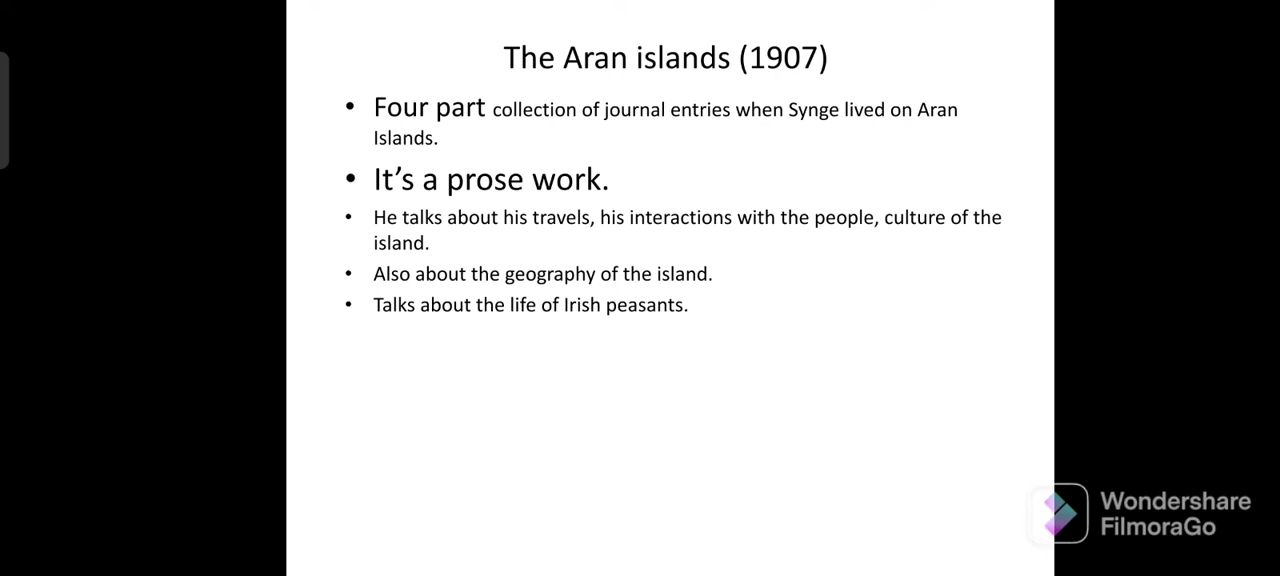 The Aran islands (1907)
• Four part collection of journal entries when Synge lived on Aran
Islands.
• It’s a prose work.
• He talks about his travels, his interactions with the people, culture of the
island.
• Also about the geography of the island.
• Talks about the life of Irish peasants.
Wondershare
FilmoraGo